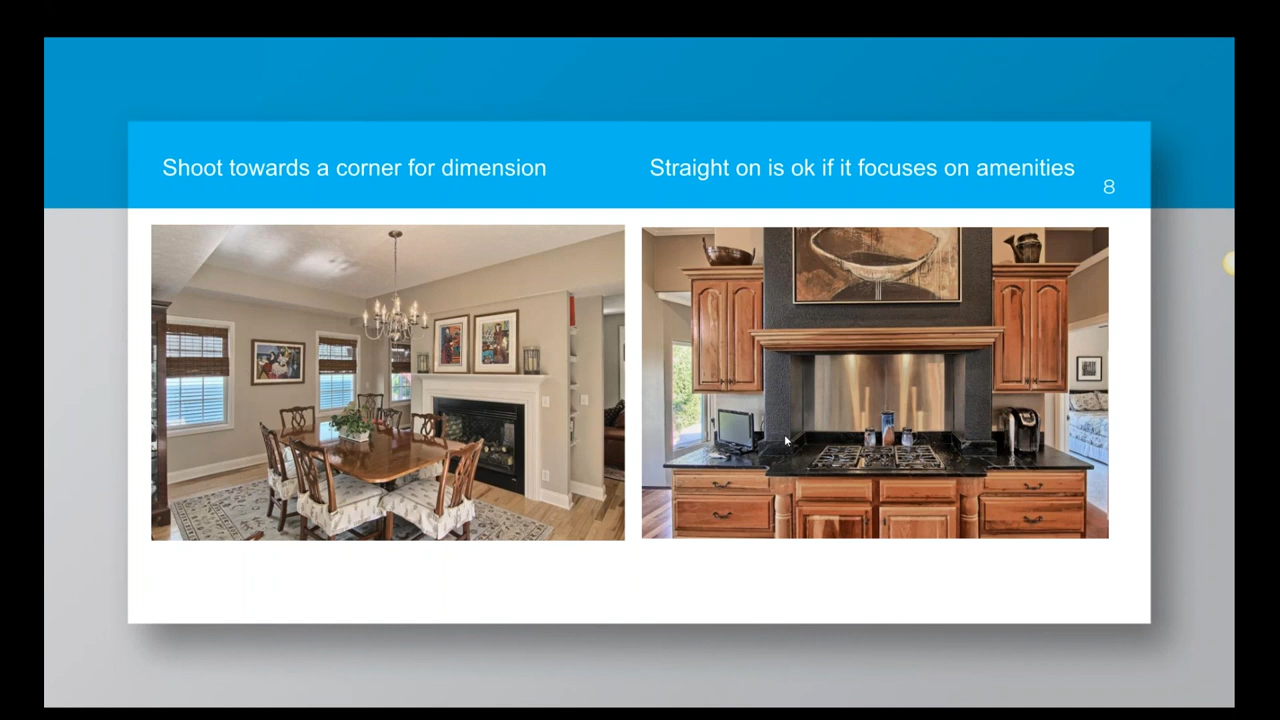 Shoot towards a corner for dimension
Straight on is ok if it focuses on amenities
8